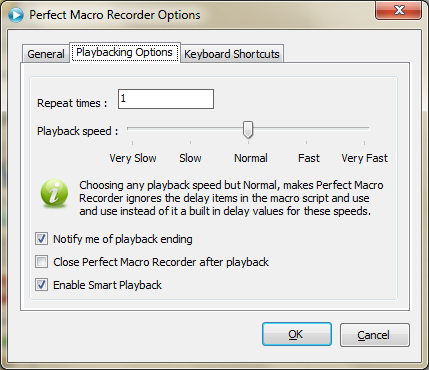 Perfect Macro Recorder Options
General Playbacking Options Keyboard Shortcuts
Repeat times : 1
Playback speed :
Very Slow Slow Normal Fast Very Fast
Choosing any playback speed but Normal, makes Perfect Macro
Recorder ignores the delay items in the macro script and use
and use instead of it a built in delay values for these speeds.
Notify me of playback ending
Close Perfect Macro Recorder after playback
Enable Smart Playback
OK Cancel